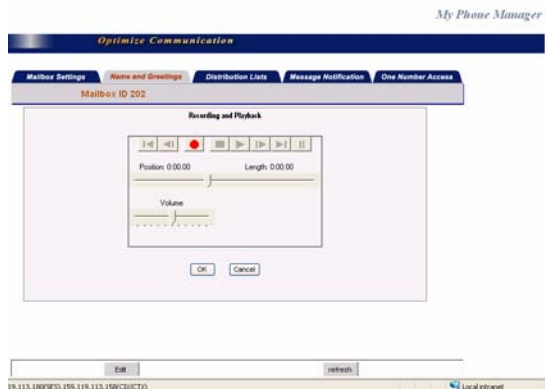 My Phone Manager
Optimize Communication
Mailbox Settings
Name and Greetings
Distribution Lists
Message Notification
One Number Access
Mailbox ID 202
Recording and Playback
Position: 0:00.00
Length: 0:00.00
Volume
OK
Cancel
Edit
refresh
Local intranet